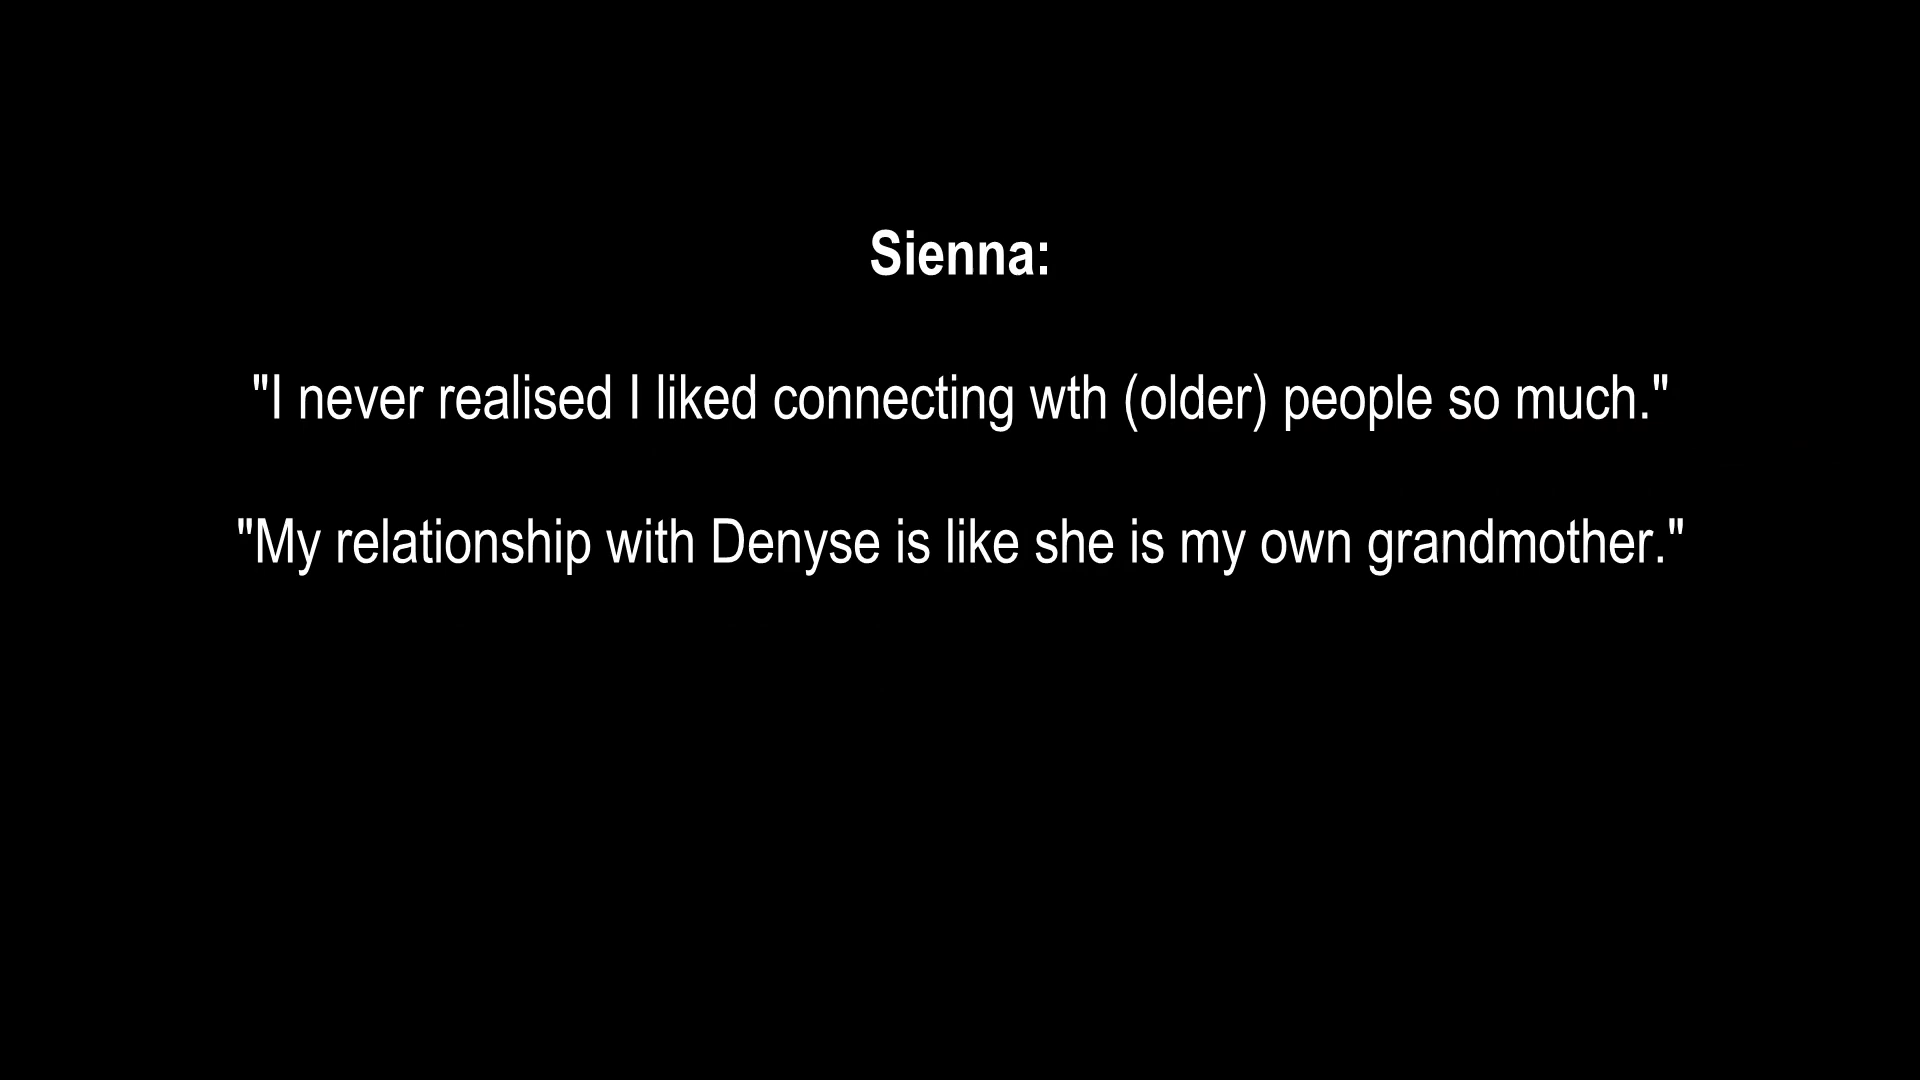 Sienna:
"I never realised I liked connecting wth (older) people so much."
"My relationship with Denyse is like she is my own grandmother."